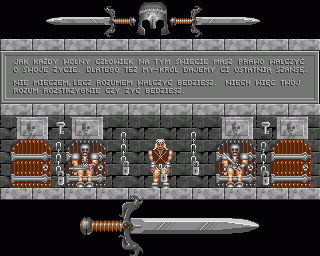 JAK KAŻDY WOLNY CZŁOWIEK NA TYM ŚWIECIE MASZ PRAWO WALCZYĆ
O SWOJE ŻYCIE. DLATEGO TEŻ MY-KRÓL DAJEMY CI OSTATNIĄ SZANSĘ.
NIE MIECZEM, LECZ ROZUMEM WALCZYĆ BĘDZIESZ. NIECH WIĘC TWÓJ
ROZUM ROZSTRZYGNIE CZY ŻYĆ BĘDZIESZ.